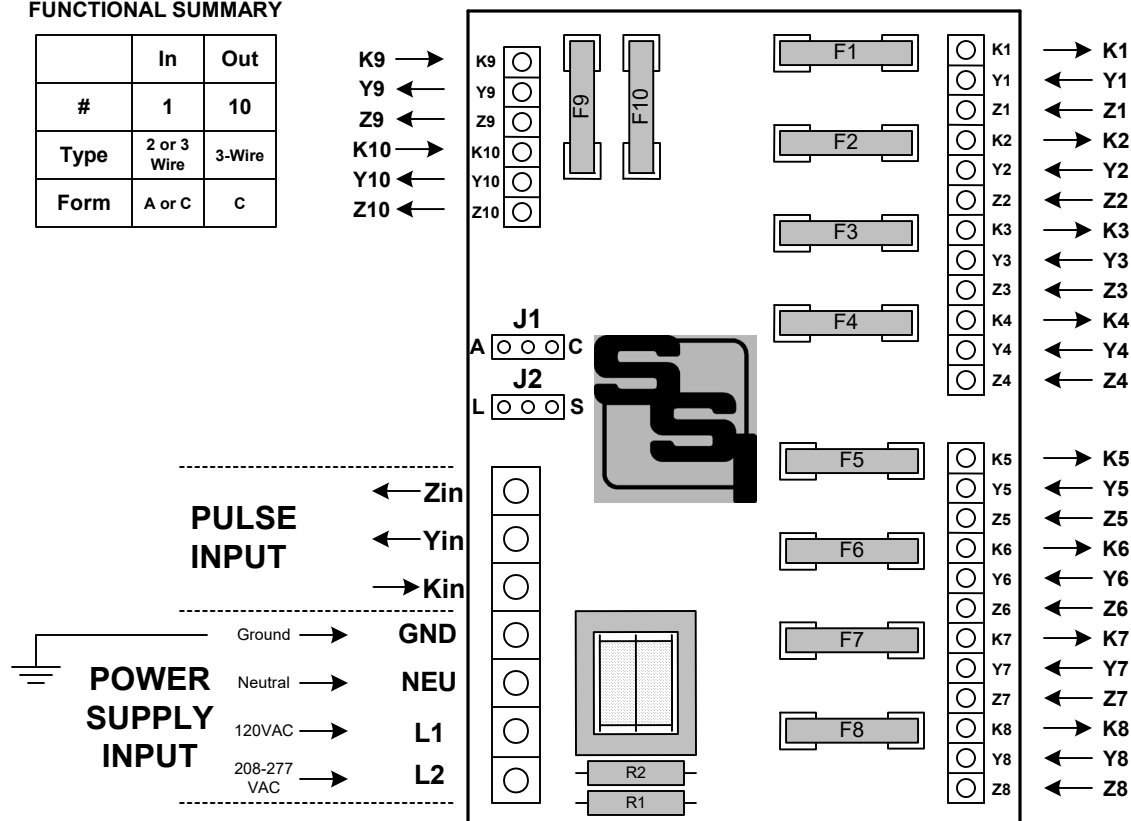 FUNCTIONAL SUMMARY
In Out
# 1 10
Type 2 or 3 Wire 3-Wire
Form A or C C
K9 K9
Y9 Y9
Z9 Z9
K10 K10
Y10 Y10
Z10 Z10
F9 F10
J1
A C
J2
L S
SSI
PULSE
INPUT
Zin
Yin
Kin
POWER
SUPPLY
INPUT
Ground GND
Neutral NEU
120VAC L1
208-277
VAC L2
R2
R1
F1
F2
F3
F4
F5
F6
F7
F8
K1 K1
Y1 Y1
Z1 Z1
K2 K2
Y2 Y2
Z2 Z2
K3 K3
Y3 Y3
Z3 Z3
K4 K4
Y4 Y4
Z4 Z4
K5 K5
Y5 Y5
Z5 Z5
K6 K6
Y6 Y6
Z6 Z6
K7 K7
Y7 Y7
Z7 Z7
K8 K8
Y8 Y8
Z8 Z8